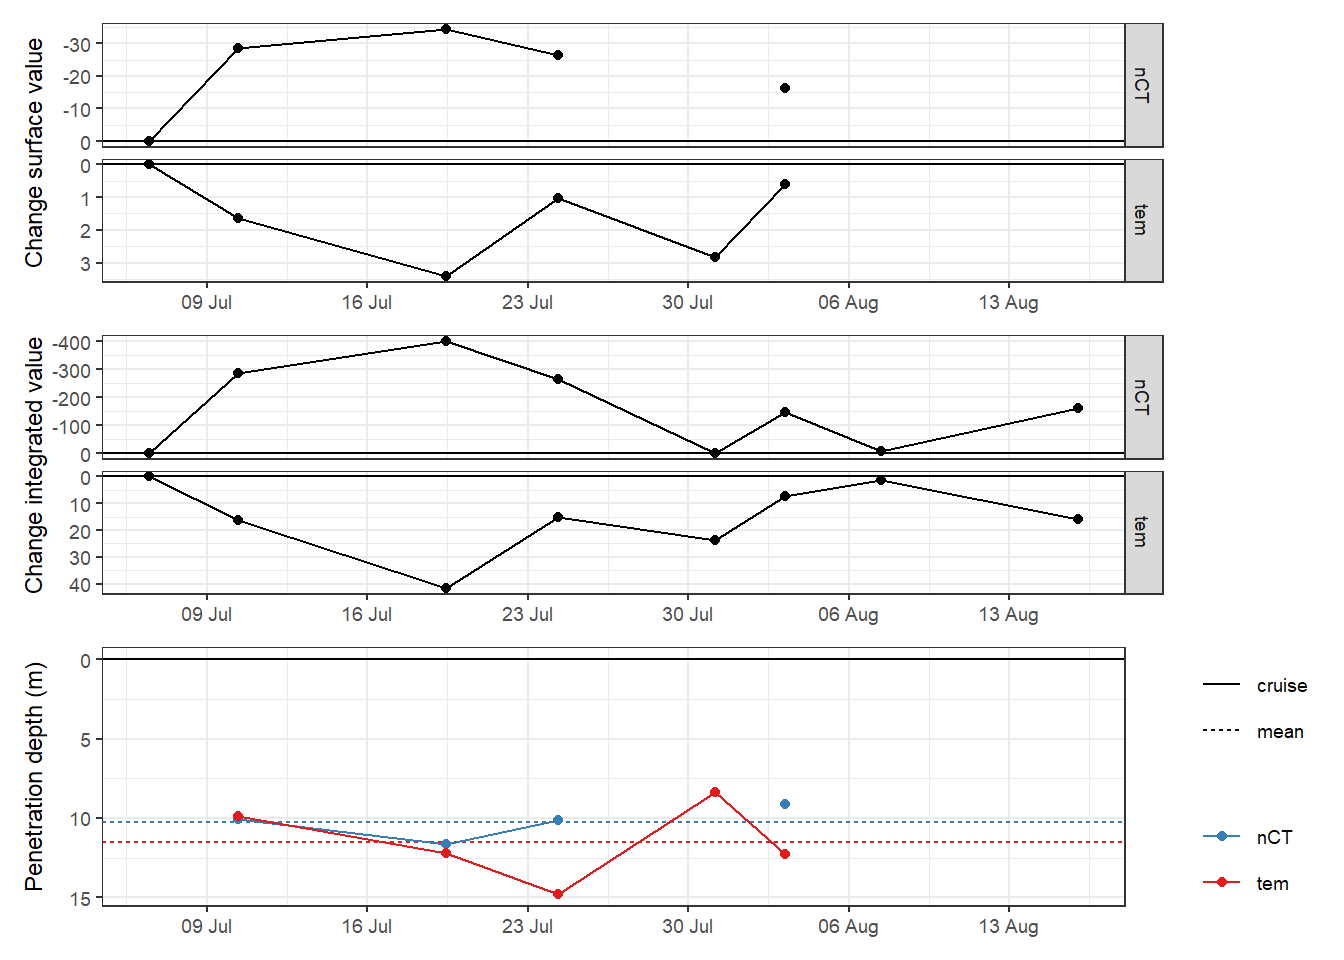 Change surface value
-30
-20
-10
0
nCT
0
1
2
3
tem
09 Jul 16 Jul 23 Jul 30 Jul 06 Aug 13 Aug
Change integrated value
-400
-300
-200
-100
0
nCT
0
10
20
30
40
tem
09 Jul 16 Jul 23 Jul 30 Jul 06 Aug 13 Aug
Penetration depth (m)
0
5
10
15
09 Jul 16 Jul 23 Jul 30 Jul 06 Aug 13 Aug
cruise
mean
nCT
tem